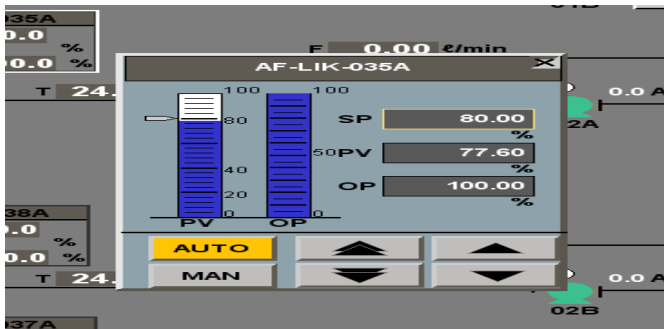 035A
0.0
%
00.0 %
T 24.
F 0.00 ℓ/min
AF-LIK-035A
100 100
80
50
40
20
0 0
PV OP
SP 80.00
%
PV 77.60
%
OP 100.00
%
AUTO
MAN
0.0 A
2A
38A
.0
%
0.0 %
T 24.
0.0 A
02B
37A